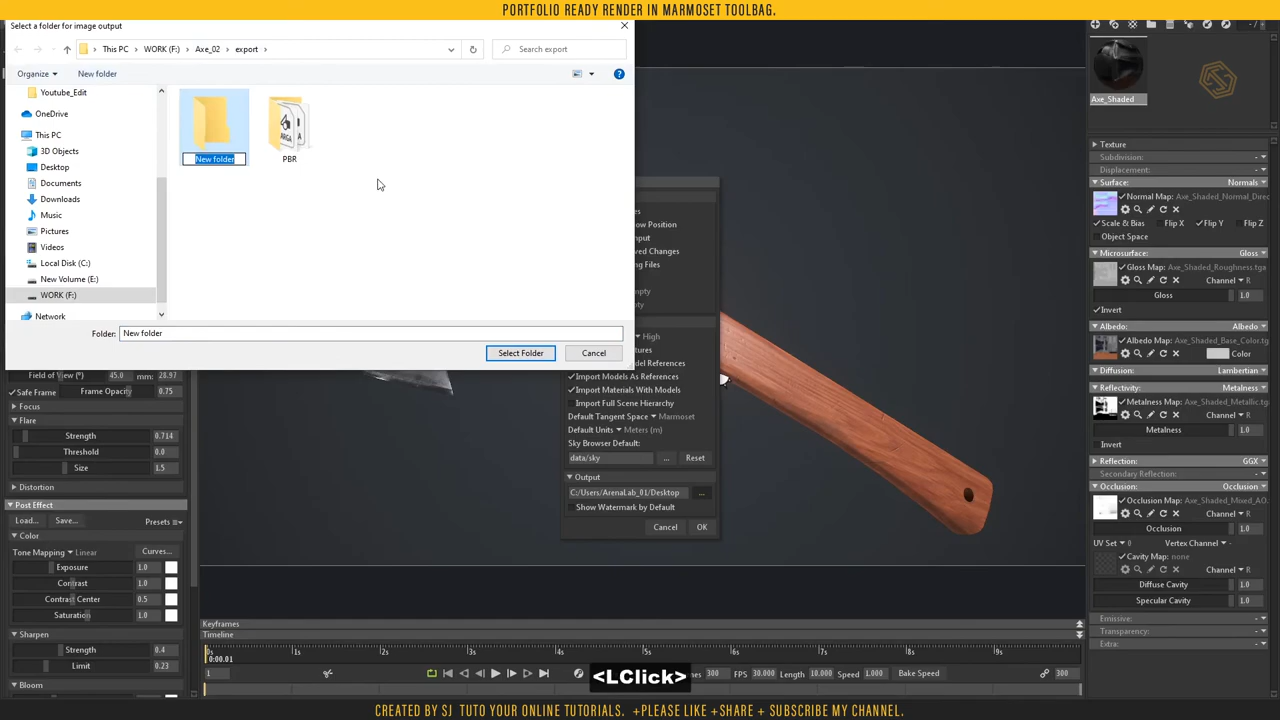 PORTFOLIO READY RENDER IN MARMOSET TOOLBAG.
Select a folder for image output
This PC > WORK (F:) > Axe_02 > export >
Search export
Organize
New folder
Youtube_Edit
OneDrive
This PC
3D Objects
Desktop
Documents
Downloads
Music
Pictures
Videos
Local Disk (C:)
New Volume (E:)
WORK (F:)
Network
New folder
PBR
Folder: New folder
Select Folder
Cancel
Field of View (°) 45.0 mm: 28.97
Safe Frame Frame Opacity 0.75
Focus
Flare
Strength 0.714
Threshold 0.0
Size 1.5
Distortion
Post Effect
Load... Save... Presets
Color
Tone Mapping Linear Curves...
Exposure 1.0
Contrast 1.0
Contrast Center 0.5
Saturation 1.0
Sharpen
Strength 0.4
Limit 0.23
Bloom
Import Models As References
Import Materials With Models
Import Full Scene Hierarchy
Default Tangent Space Marmoset
Default Units Meters (m)
Sky Browser Default:
data/sky ... Reset
Output
C:/Users/ArenaLab_01/Desktop ...
Show Watermark by Default
Cancel OK
High
Axe_Shaded
Texture
Subdivision:
Displacement:
Surface: Normals
Normal Map: Axe_Shaded_Normal_Direc
Scale & Bias Flip X Flip Y Flip Z
Object Space
Microsurface: Gloss
Gloss Map: Axe_Shaded_Roughness.tga
Channel R
Gloss 1.0
Invert
Albedo: Albedo
Albedo Map: Axe_Shaded_Base_Color.
Color
Diffusion: Lambertian
Reflectivity: Metalness
Metalness Map: Axe_Shaded_Metallic.tg
Channel R
Metalness 1.0
Invert
Reflection: GGX
Secondary Reflection:
Occlusion: Occlusion
Occlusion Map: Axe_Shaded_Mixed_AO.
Channel R
Occlusion 1.0
UV Set 0 Vertex Channel -
Cavity Map: none
Channel R
Diffuse Cavity 1.0
Specular Cavity 1.0
Emissive:
Transparency:
Extra:
Keyframes
Timeline
0s 1s 2s 3s 4s 5s 6s 7s 8s 9s
0:00.01
1
<LClick>
300 FPS 30.000 Length 10.000 Speed 1.000 Bake Speed 300
CREATED BY SJ TUTO YOUR ONLINE TUTORIALS. +PLEASE LIKE +SHARE + SUBSCRIBE MY CHANNEL.